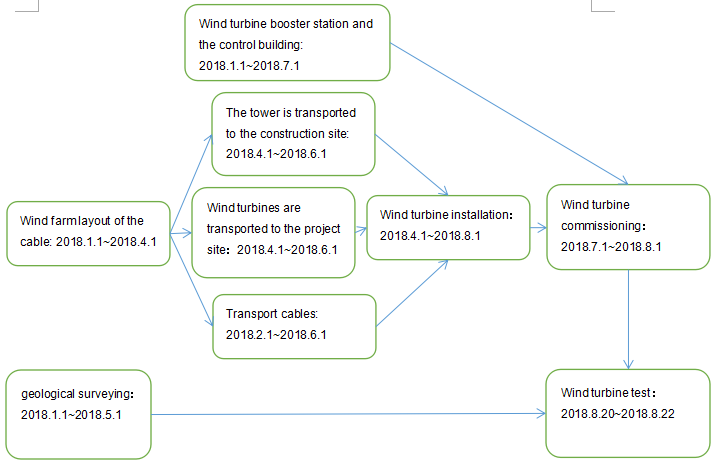 Wind turbine booster station and
the control building:
2018.1.1~2018.7.1
The tower is transported
to the construction site:
2018.4.1~2018.6.1
Wind farm layout of the
cable: 2018.1.1~2018.4.1
Wind turbines are
transported to the project
site：2018.4.1~2018.6.1
Wind turbine installation：
2018.4.1~2018.8.1
Wind turbine
commissioning：
2018.7.1~2018.8.1
Transport cables:
2018.2.1~2018.6.1
geological surveying：
2018.1.1~2018.5.1
Wind turbine test：
2018.8.20~2018.8.22